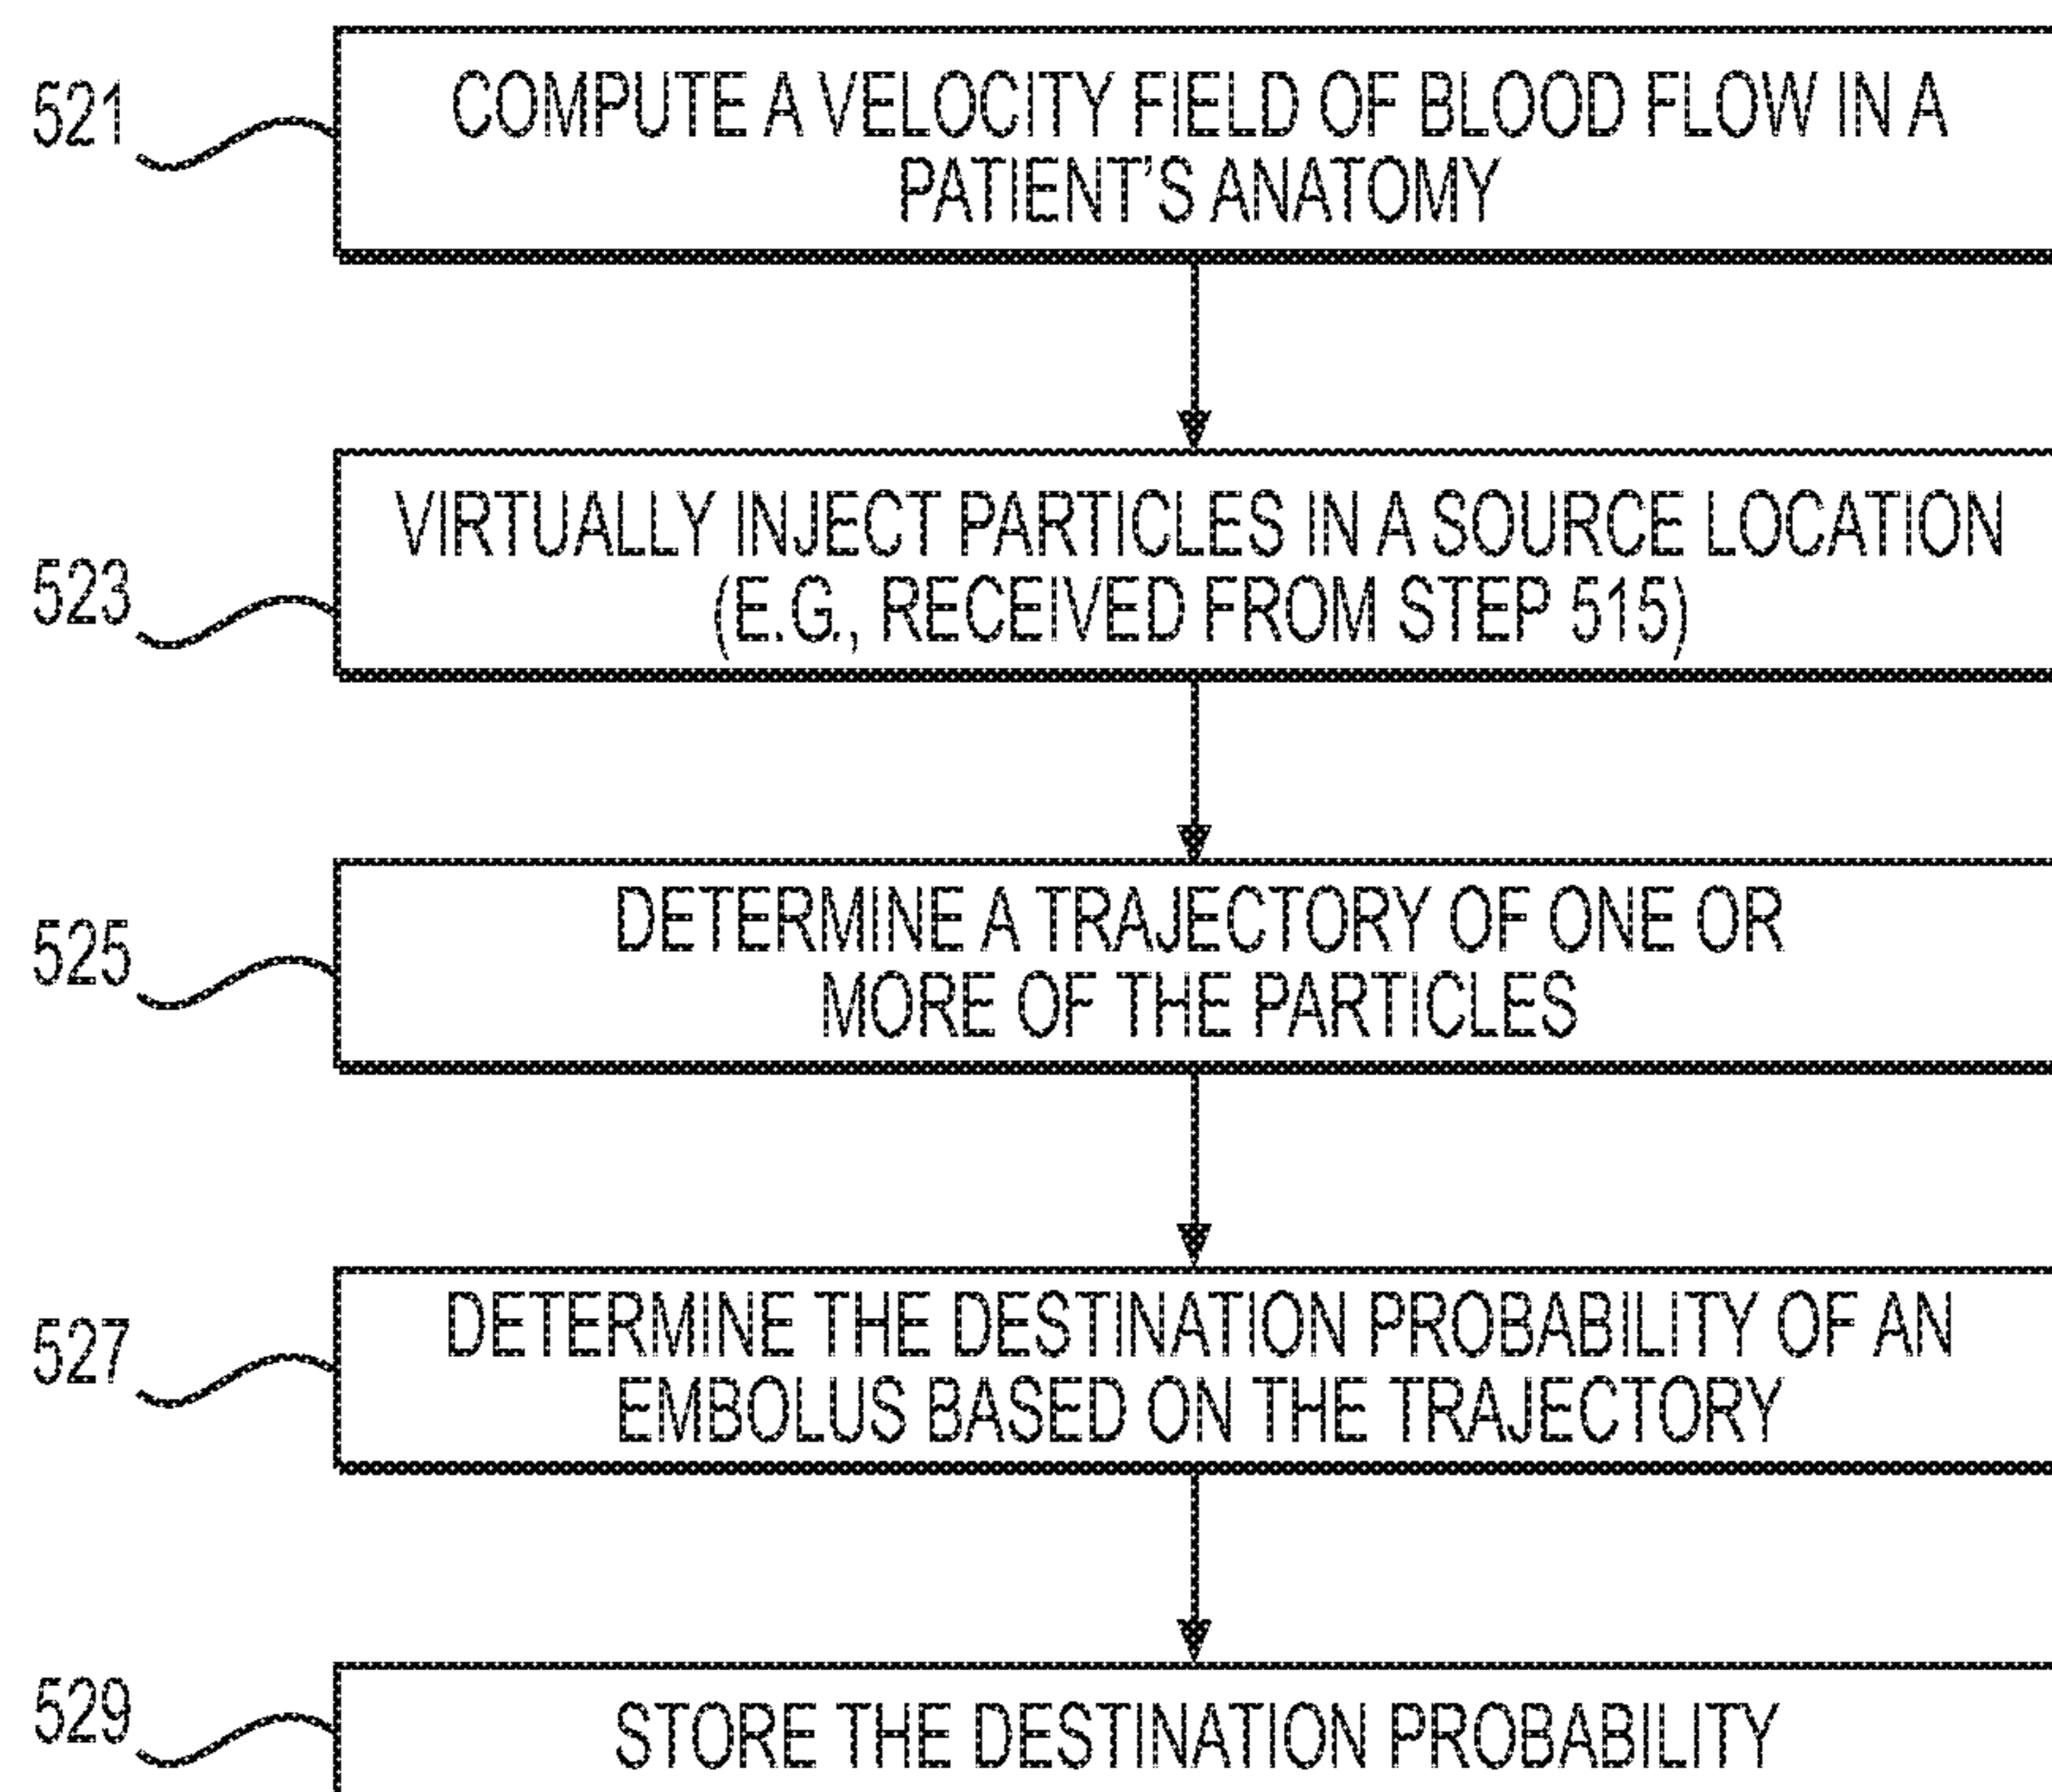 521
COMPUTE A VELOCITY FIELD OF BLOOD FLOW IN A
PATIENT'S ANATOMY
523
VIRTUALLY INJECT PARTICLES IN A SOURCE LOCATION
(E.G., RECEIVED FROM STEP 515)
525
DETERMINE A TRAJECTORY OF ONE OR
MORE OF THE PARTICLES
527
DETERMINE THE DESTINATION PROBABILITY OF AN
EMBOLUS BASED ON THE TRAJECTORY
529
STORE THE DESTINATION PROBABILITY